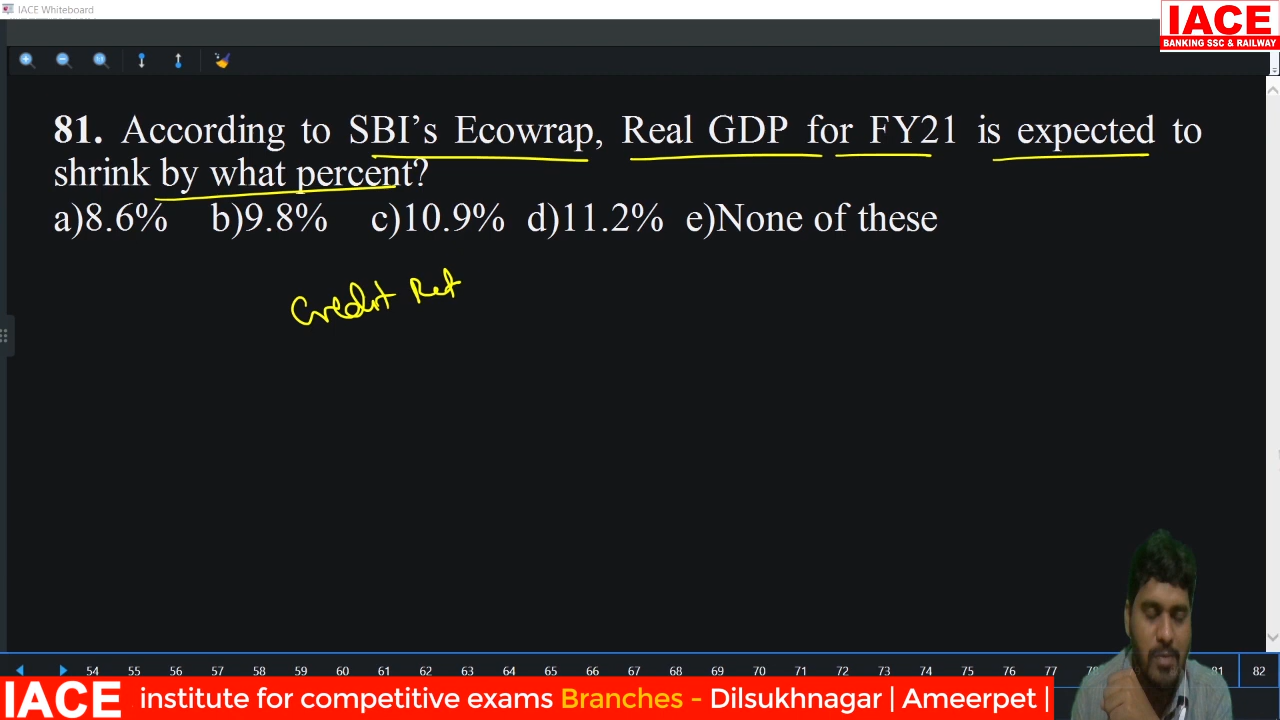 IACE Whiteboard
IACE
BANKING SSC & RAILWAY
81. According to SBI's Ecowrap, Real GDP for FY21 is expected to
shrink by what percent?
a)8.6% b)9.8% c)10.9% d)11.2% e)None of these
Credit Rat
54 55 56 57 58 59 60 61 62 63 64 65 66 67 68 69 70 71 72 73 74 75 76 77 81 82
IACE institute for competitive exams Branches - Dilsukhnagar | Ameerpet |